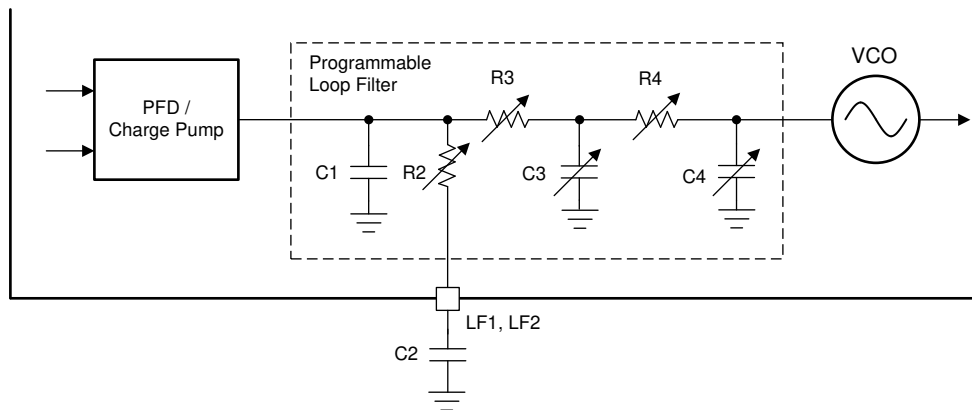 Programmable
Loop Filter
VCO
PFD /
Charge Pump
R3
R4
C1
R2
C3
C4
LF1, LF2
C2